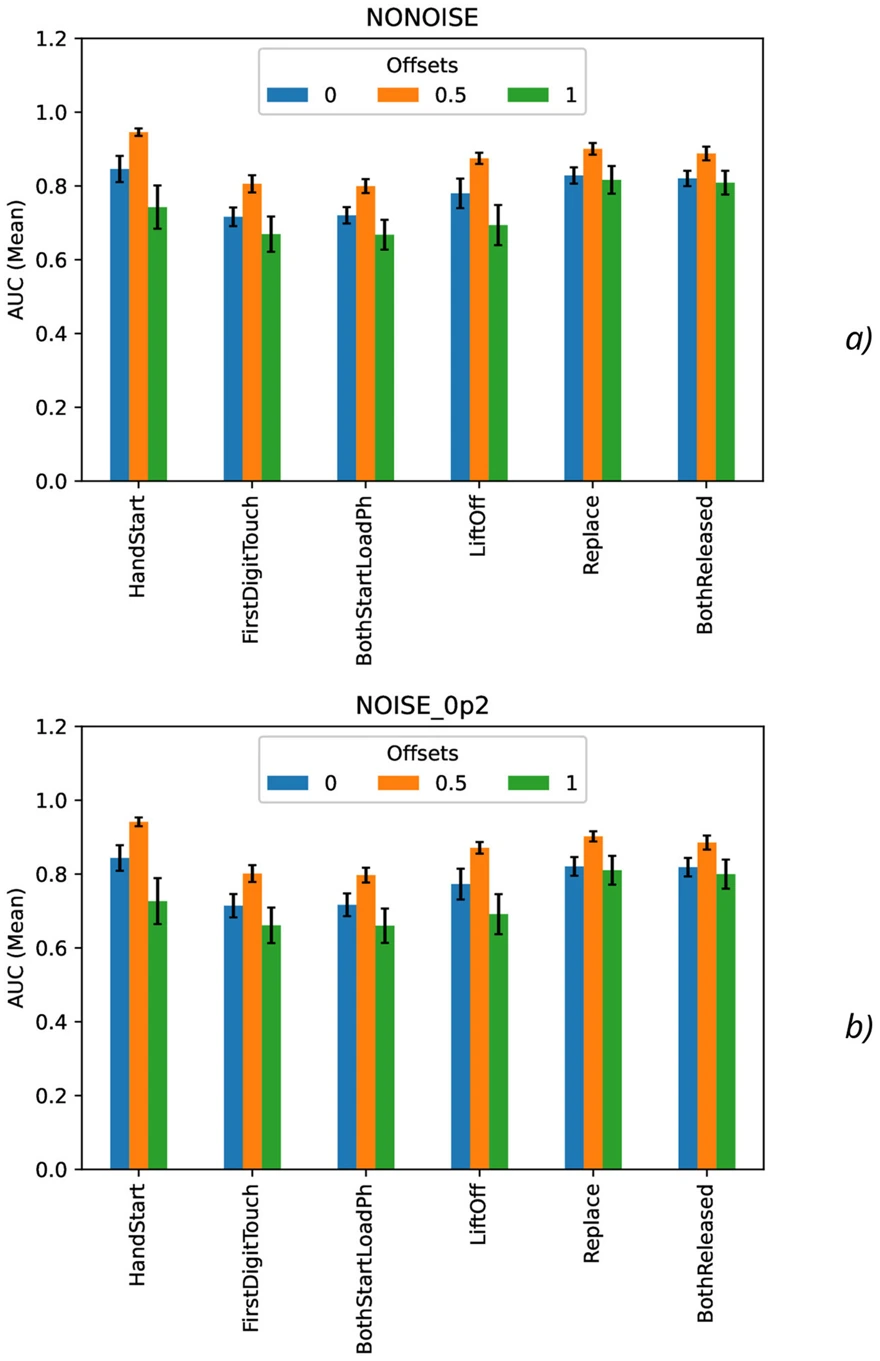 NONOISE
1.2
1.0
0.8
0.6
0.4
0.2
0.0
AUC (Mean)
Offsets
0 0.5 1
HandStart
FirstDigitTouch
BothStartLoadPh
LiftOff
Replace
BothReleased
a)
NOISE_0p2
1.2
1.0
0.8
0.6
0.4
0.2
0.0
AUC (Mean)
Offsets
0 0.5 1
HandStart
FirstDigitTouch
BothStartLoadPh
LiftOff
Replace
BothReleased
b)